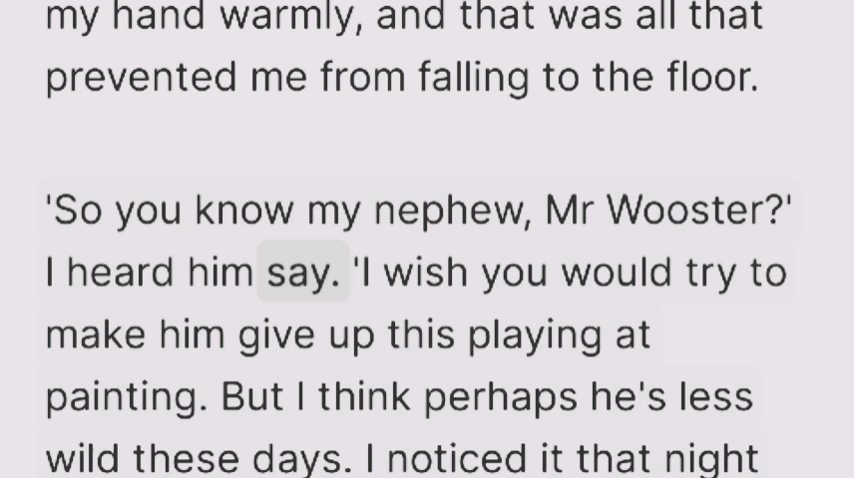 my hand warmly, and that was all that
prevented me from falling to the floor.
'So you know my nephew, Mr Wooster?'
I heard him say. 'I wish you would try to
make him give up this playing at
painting. But I think perhaps he's less
wild these days. I noticed it that night